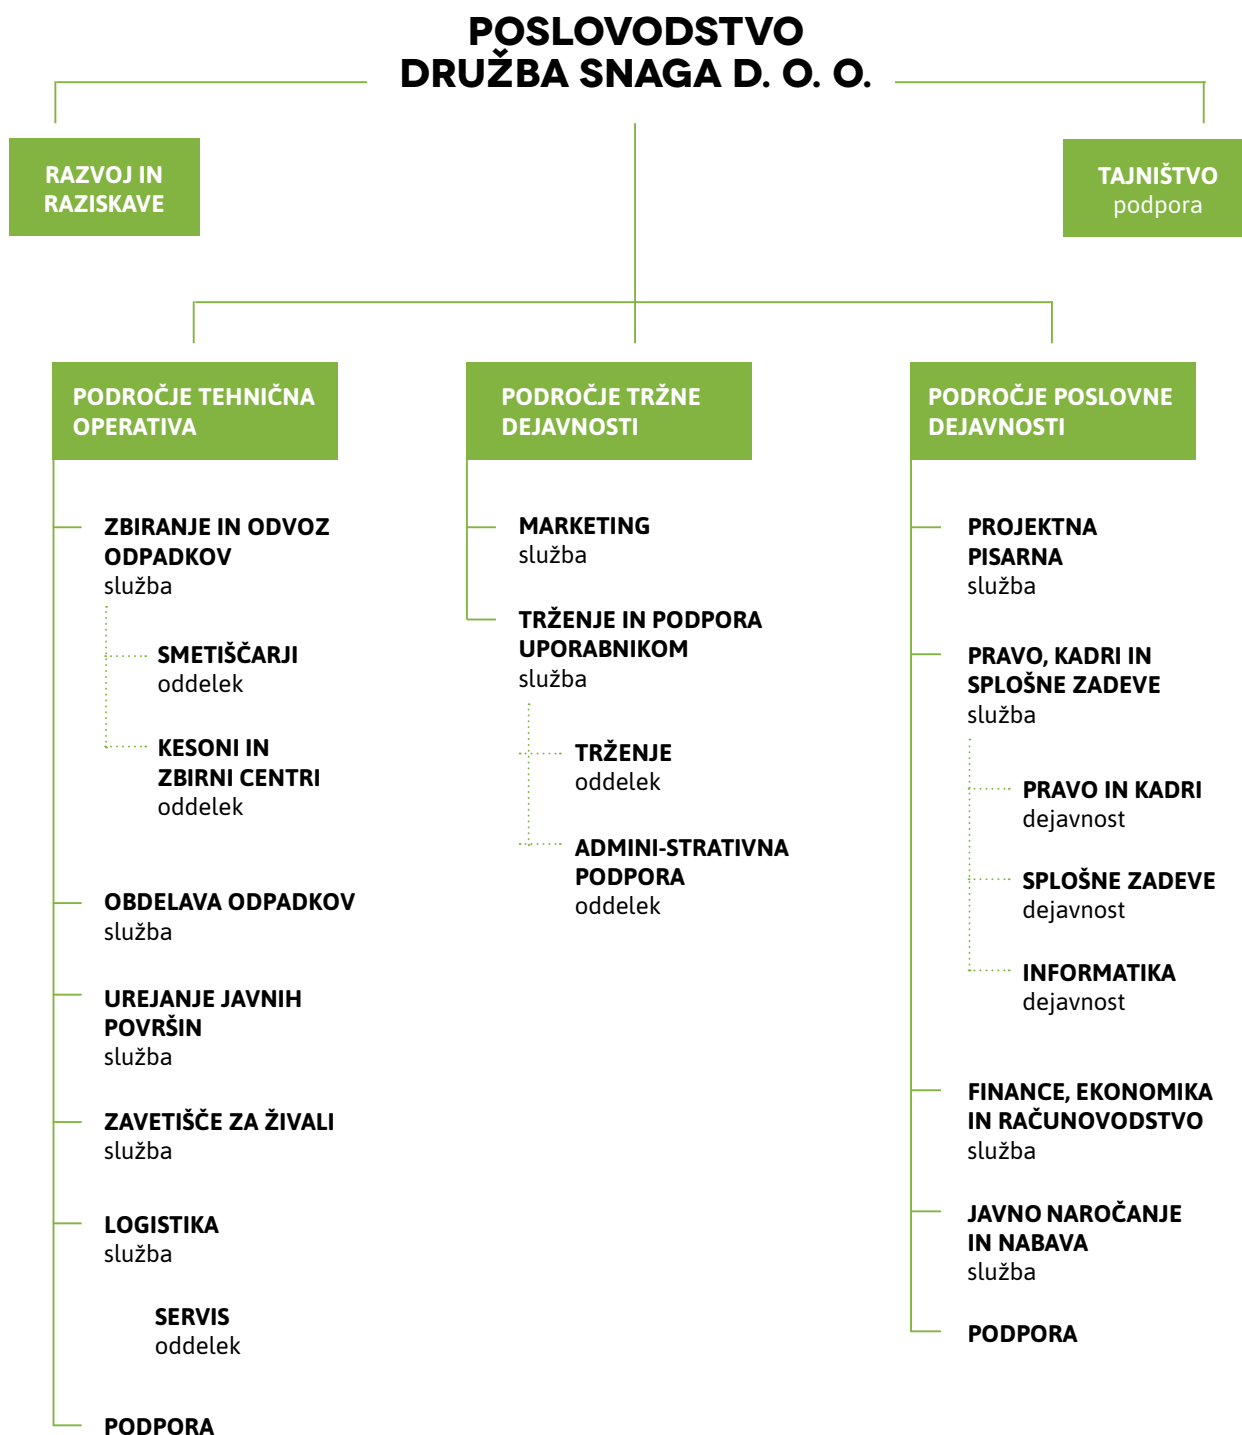 POSLOVODSTVO
DRUŽBA SNAGA D. O. O.
RAZVOJ IN
RAZISKAVE
TAJNIŠTVO
podpora
PODROČJE TEHNIČNA
OPERATIVA
ZBIRANJE IN ODVOZ
ODPADKOV
služba
SMETIŠČARJI
oddelek
KESONI IN
ZBIRNI CENTRI
oddelek
OBDELAVA ODPADKOV
služba
UREJANJE JAVNIH
POVRŠIN
služba
ZAVETIŠČE ZA ŽIVALI
služba
LOGISTIKA
služba
SERVIS
oddelek
PODPORA
PODROČJE TRŽNE
DEJAVNOSTI
MARKETING
služba
TRŽENJE IN PODPORA
UPORABNIKOM
služba
TRŽENJE
oddelek
ADMINI-STRATIVNA
PODPORA
oddelek
PODROČJE POSLOVNE
DEJAVNOSTI
PROJEKTNA
PISARNA
služba
PRAVO, KADRI IN
SPLOŠNE ZADEVE
služba
PRAVO IN KADRI
dejavnost
SPLOŠNE ZADEVE
dejavnost
INFORMATIKA
dejavnost
FINANCE, EKONOMIKA
IN RAČUNOVODSTVO
služba
JAVNO NAROČANJE
IN NABAVA
služba
PODPORA